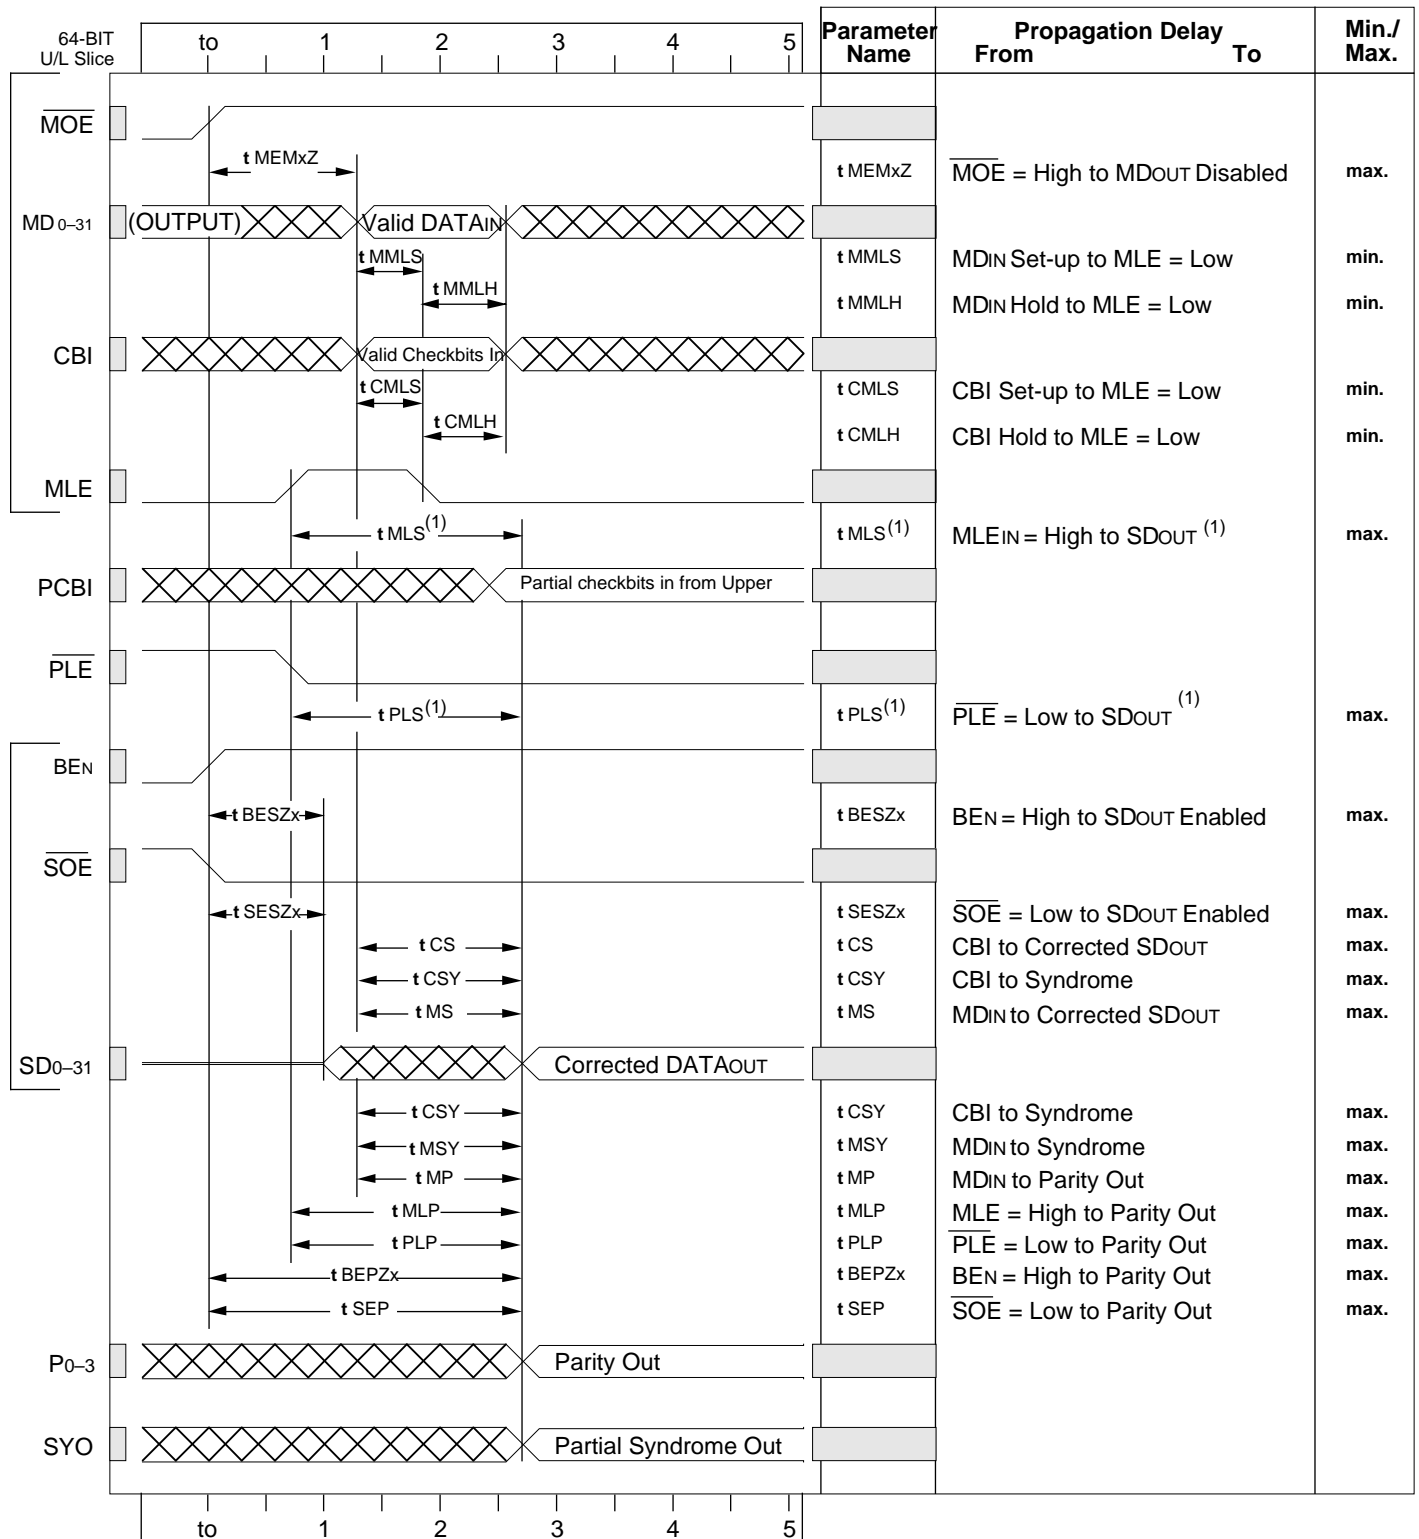 64-BIT
U/L Slice
to 1 2 3 4 5
Parameter Name
Propagation Delay
From To
Min./ Max.
MOE
t MEMxZ
t MEMxZ MOE = High to MDOUT Disabled max.
MD 0–31 (OUTPUT) Valid DATAIN
t MMLS
t MMLS MDIN Set-up to MLE = Low min.
t MMLH
t MMLH MDIN Hold to MLE = Low min.
CBI Valid Checkbits In
t CMLS
t CMLS CBI Set-up to MLE = Low min.
t CMLH
t CMLH CBI Hold to MLE = Low min.
MLE
t MLS(1)
t MLS(1) MLEIN = High to SDOUT (1) max.
PCBI Partial checkbits in from Upper
PLE
t PLS(1)
t PLS(1) PLE = Low to SDOUT (1) max.
BEN
t BESZx
t BESZx BEN = High to SDOUT Enabled max.
SOE
t SESZx
t SESZx SOE = Low to SDOUT Enabled max.
t CS
t CS CBI to Corrected SDOUT max.
t CSY
t CSY CBI to Syndrome max.
t MS
t MS MDIN to Corrected SDOUT max.
SD0–31 Corrected DATAOUT
t CSY
t CSY CBI to Syndrome max.
t MSY
t MSY MDIN to Syndrome max.
t MP
t MP MDIN to Parity Out max.
t MLP
t MLP MLE = High to Parity Out max.
t PLP
t PLP PLE = Low to Parity Out max.
t BEPZx
t BEPZx BEN = High to Parity Out max.
t SEP
t SEP SOE = Low to Parity Out max.
P0–3 Parity Out
SYO Partial Syndrome Out
to 1 2 3 4 5